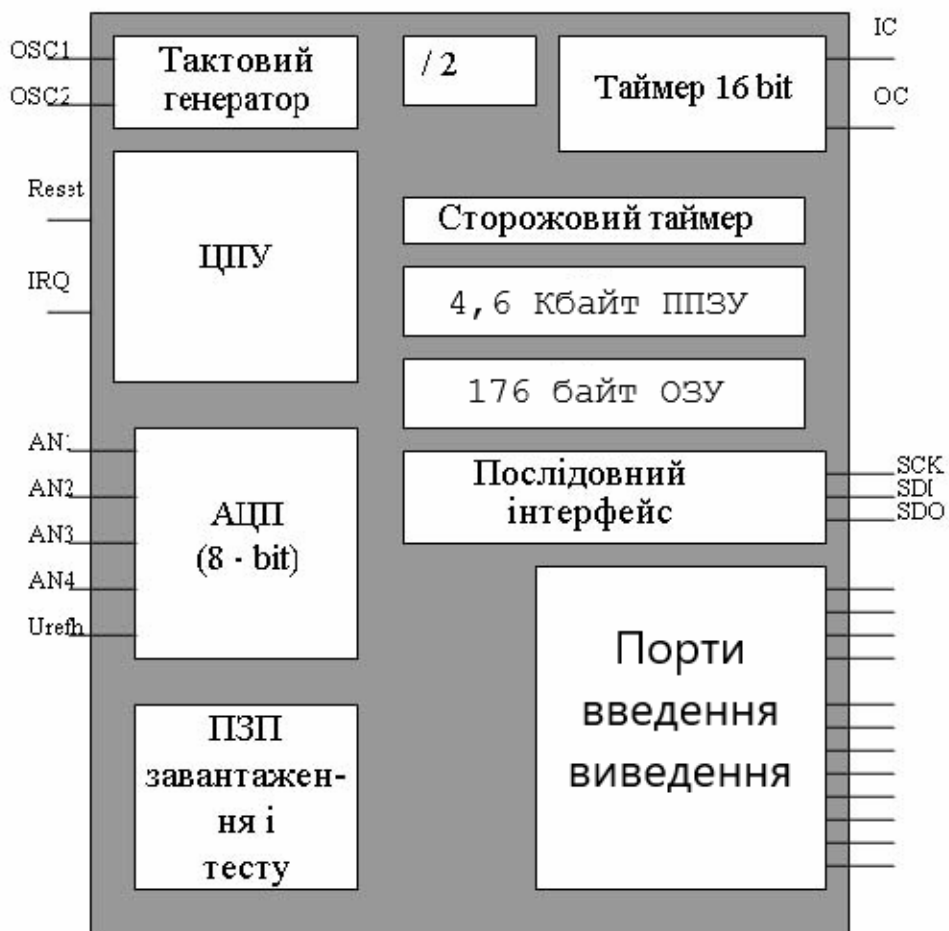 OSC1
OSC2
Тактовий
генератор
/ 2
Таймер 16 bit
IC
OC
Reset
IRQ
ЦПУ
Сторожовий таймер
4,6 Кбайт ППЗУ
176 байт ОЗУ
AN1
AN2
AN3
AN4
Urefh
АЦП
(8 - bit)
Послідовний
інтерфейс
SCK
SDI
SDO
Порти
введення
виведення
ПЗП
завантажен-
ня і
тесту